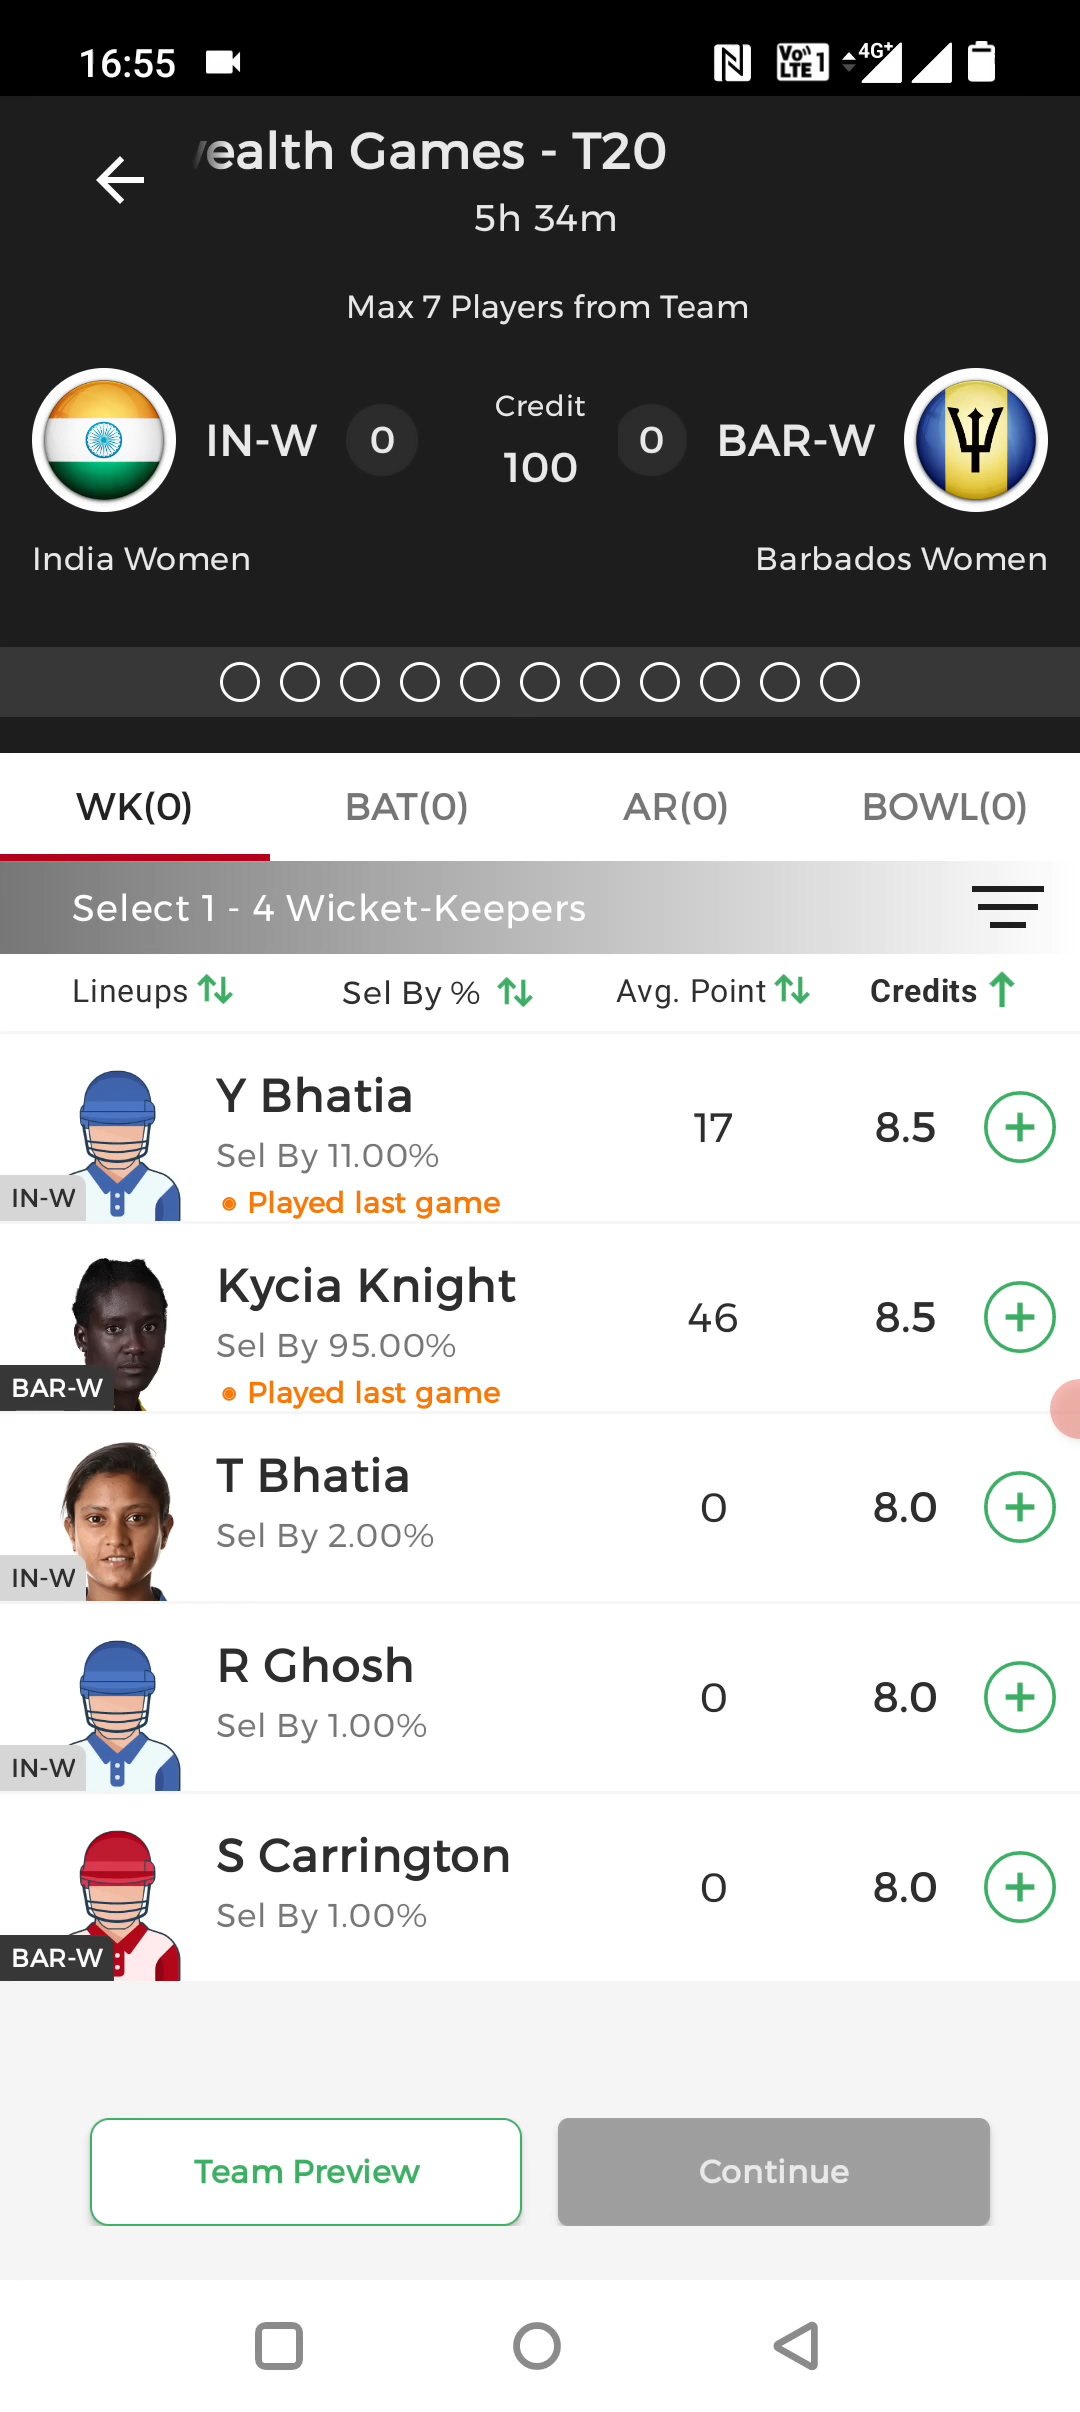 16:55
Vo)) LTE 1 4G+
ealth Games - T20
5h 34m
Max 7 Players from Team
IN-W 0 Credit 100 0 BAR-W
India Women Barbados Women
WK(0) BAT(0) AR(0) BOWL(0)
Select 1 - 4 Wicket-Keepers
Lineups Sel By % Avg. Point Credits
Y Bhatia
Sel By 11.00%
Played last game
17 8.5
IN-W
Kycia Knight
Sel By 95.00%
Played last game
46 8.5
BAR-W
T Bhatia
Sel By 2.00%
0 8.0
IN-W
R Ghosh
Sel By 1.00%
0 8.0
IN-W
S Carrington
Sel By 1.00%
0 8.0
BAR-W
Team Preview Continue